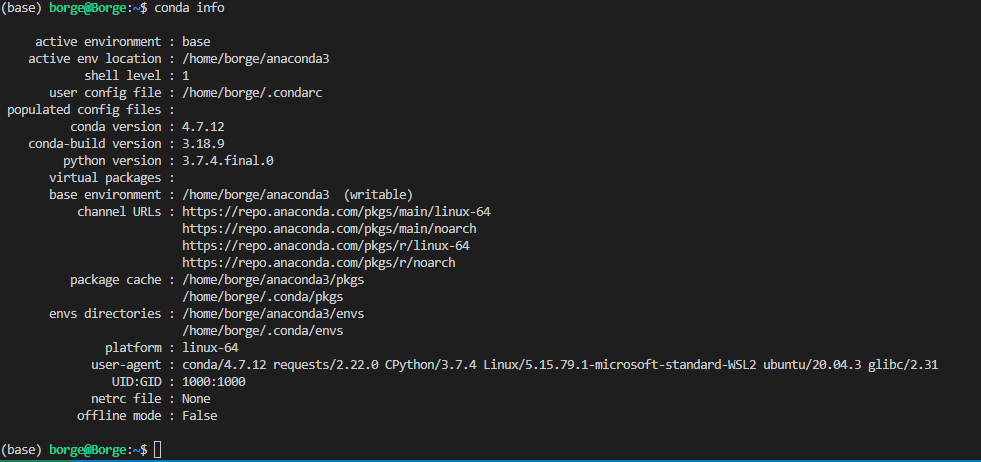 (base) borge@Borge:~$ conda info
active environment : base
active env location : /home/borge/anaconda3
shell level : 1
user config file : /home/borge/.condarc
populated config files :
conda version : 4.7.12
conda-build version : 3.18.9
python version : 3.7.4.final.0
virtual packages :
base environment : /home/borge/anaconda3  (writable)
channel URLs : https://repo.anaconda.com/pkgs/main/linux-64
https://repo.anaconda.com/pkgs/main/noarch
https://repo.anaconda.com/pkgs/r/linux-64
https://repo.anaconda.com/pkgs/r/noarch
package cache : /home/borge/anaconda3/pkgs
/home/borge/.conda/pkgs
envs directories : /home/borge/anaconda3/envs
/home/borge/.conda/envs
platform : linux-64
user-agent : conda/4.7.12 requests/2.22.0 CPython/3.7.4 Linux/5.15.79.1-microsoft-standard-WSL2 ubuntu/20.04.3 glibc/2.31
UID:GID : 1000:1000
netrc file : None
offline mode : False
(base) borge@Borge:~$